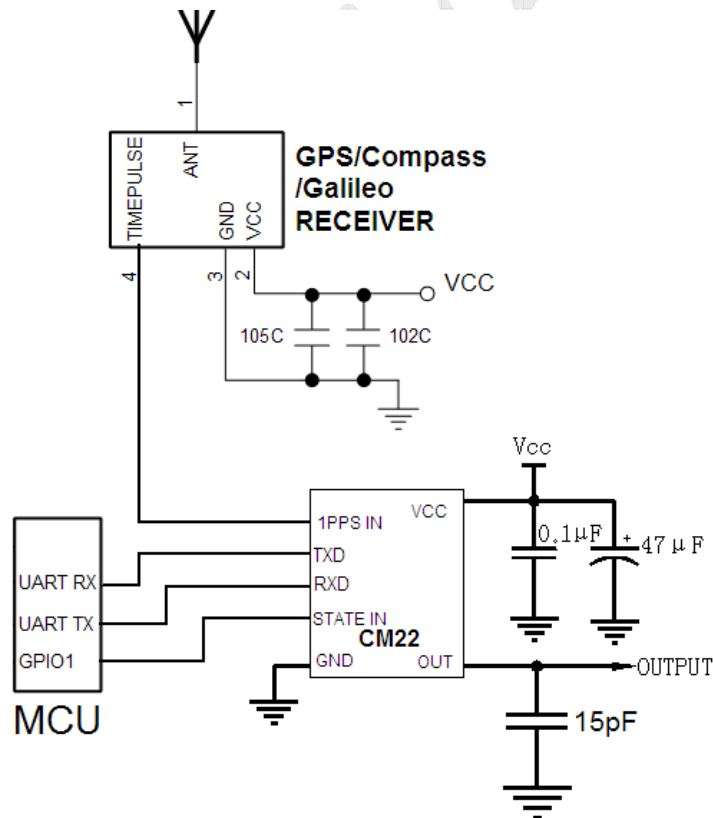 1
TIMEPULSE
ANT
GND
VCC
GPS/Compass
/Galileo
RECEIVER
4
3
2
VCC
105C
102C
Vcc
1PPS IN
VCC
0.1μF
+
47μF
TXD
UART RX
RXD
UART TX
STATE IN
CM22
GPIO1
GND
OUT
OUTPUT
MCU
15pF